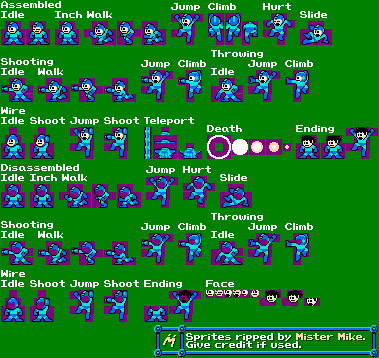 Assembled
Idle Inch Walk Jump Climb Hurt Slide
Shooting Throwing
Idle Walk Jump Climb Idle Jump Climb
Wire
Idle Shoot Jump Shoot Teleport Death Ending
Disassembled
Idle Inch Walk Jump Hurt Slide
Shooting Throwing
Idle Walk Jump Climb Idle Jump Climb
Wire
Idle Shoot Jump Shoot Ending Face
M
Sprites ripped by Mister Mike.
Give credit if used.